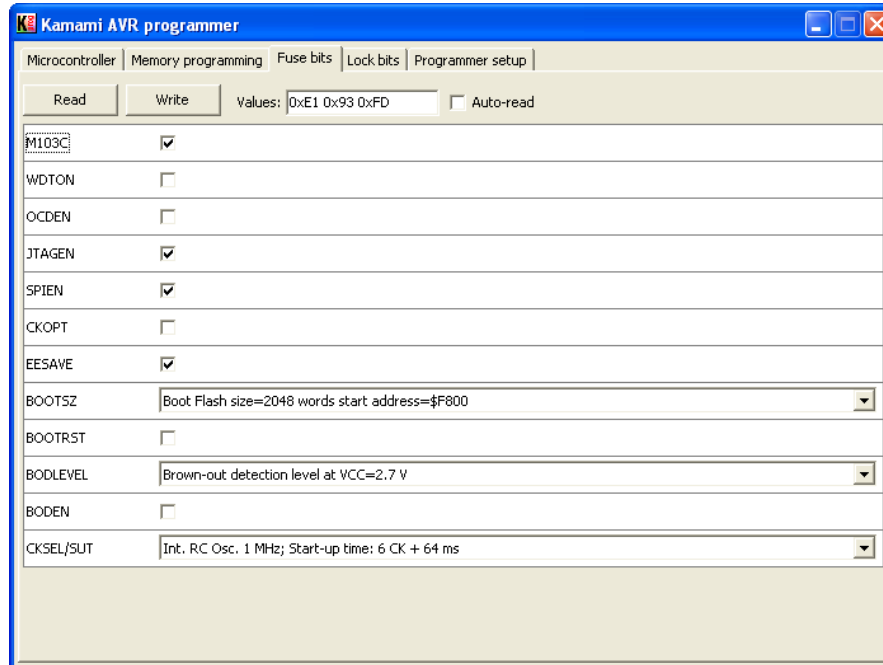 Kamami AVR programmer
Microcontroller Memory programming Fuse bits Lock bits Programmer setup
Read Write Values: 0xE1 0x93 0xFD Auto-read
M103C
WDTON
OCDEN
JTAGEN
SPIEN
CKOPT
EESAVE
BOOTSZ Boot Flash size=2048 words start address=$F800
BOOTRST
BODLEVEL Brown-out detection level at VCC=2.7 V
BODEN
CKSEL/SUT Int. RC Osc. 1 MHz; Start-up time: 6 CK + 64 ms